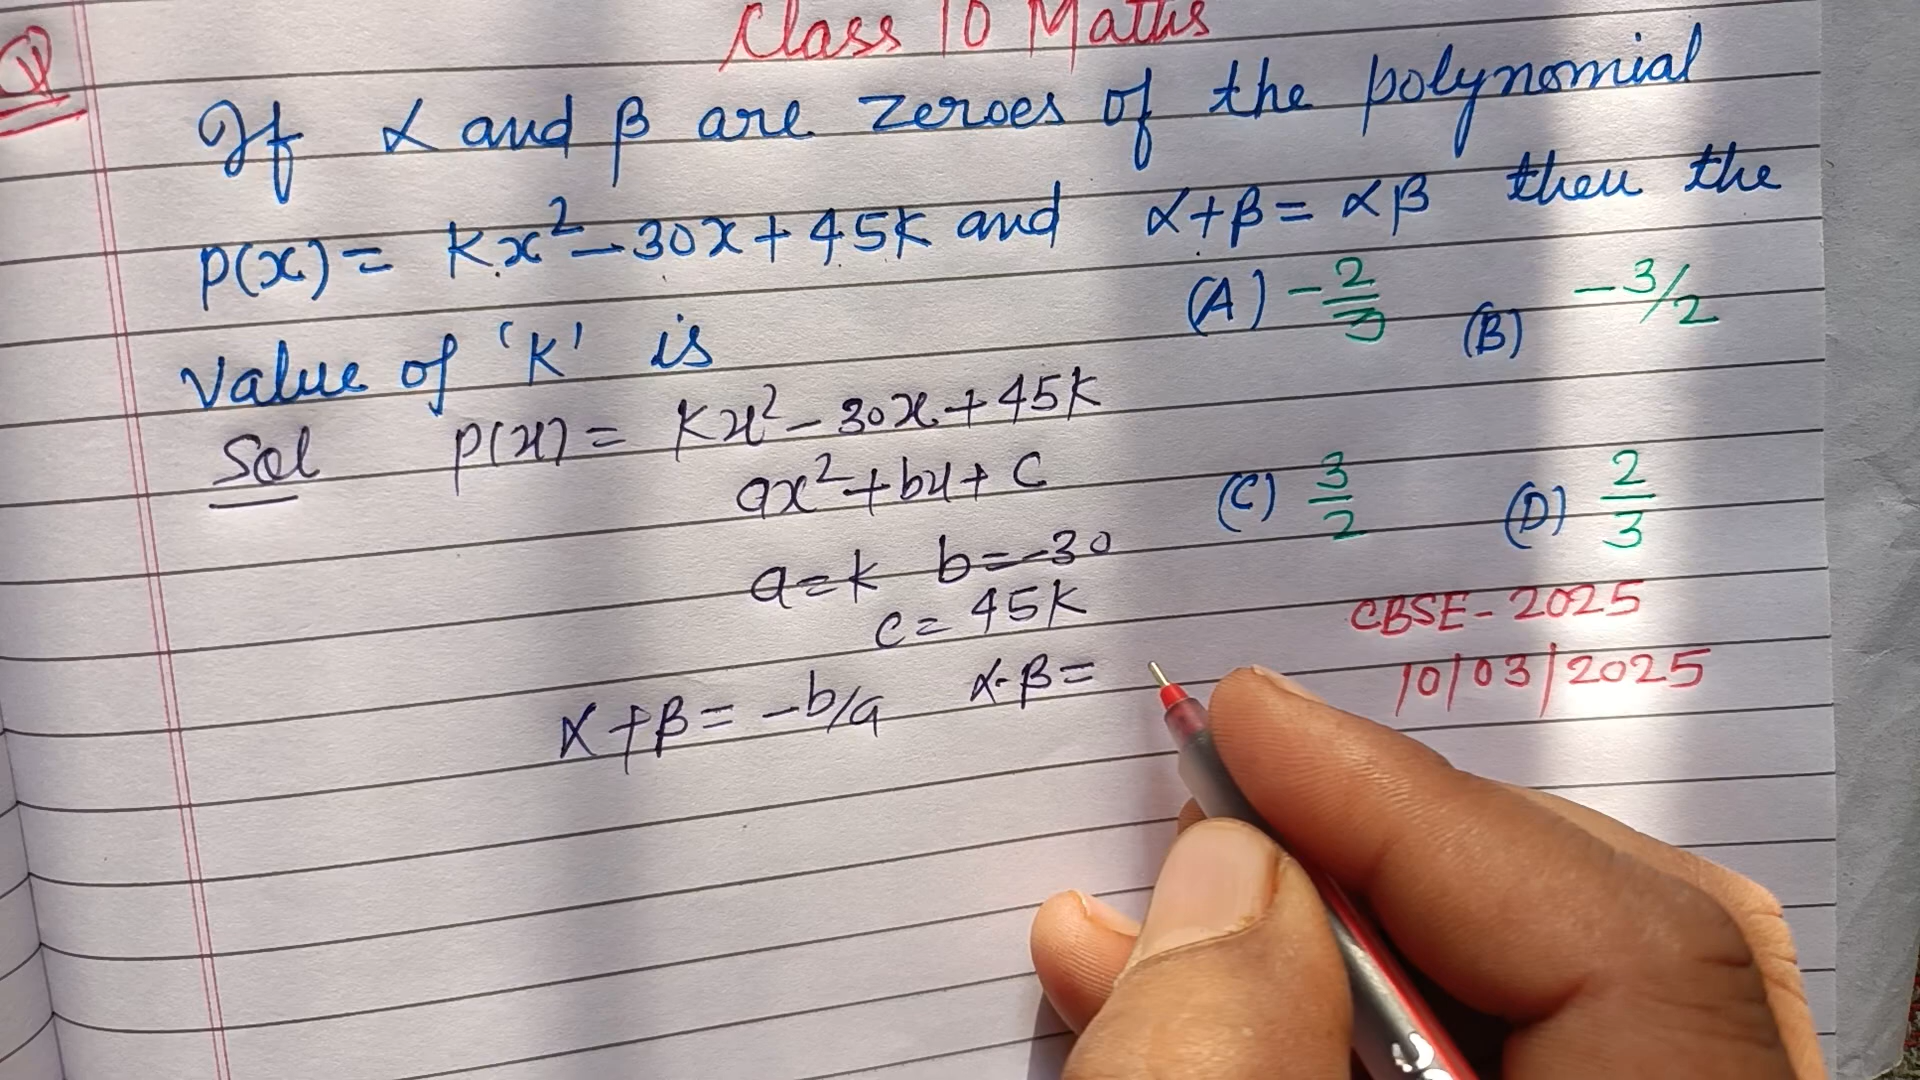 Class 10 Maths
Q
If α and β are zeroes of the polynomial
p(x) = kx² - 30x + 45k and α+β = αβ then the
value of 'k' is
(A) -2/3 (B) -3/2
Sol p(x) = kx² - 30x + 45k
ax² + bx + c
(C) 3/2 (D) 2/3
a = k b = -30
c = 45k
CBSE - 2025
10/03/2025
α + β = -b/a α·β =